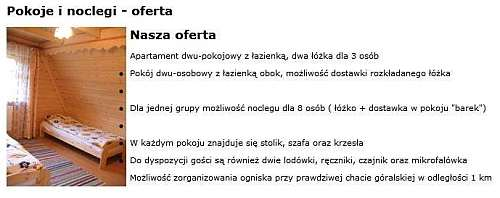 Pokoje i noclegi - oferta
Nasza oferta
Apartament dwu-pokojowy z łazienką, dwa łóżka dla 3 osób
Pokój dwu-osobowy z łazienką obok, możliwość dostawki rozkładanego łóżka
Dla jednej grupy możliwość noclegu dla 8 osób ( łóżko + dostawka w pokoju "barek")
W każdym pokoju znajduje się stolik, szafa oraz krzesła
Do dyspozycji gości są również dwie lodówki, ręczniki, czajnik oraz mikrofalówka
Możliwość zorganizowania ogniska przy prawdziwej chacie góralskiej w odległości 1 km